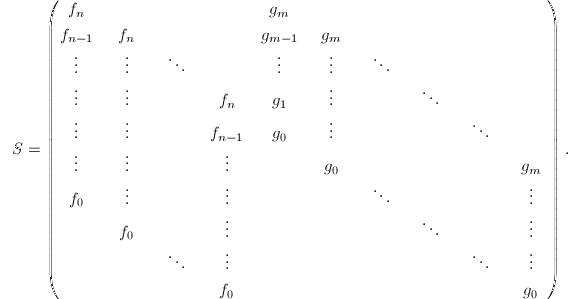 f_n g_m
f_{n-1} f_n g_{m-1} g_m
⋮ ⋮ ⋱ ⋮ ⋮ ⋱
⋮ ⋮ f_n g_1 ⋮ ⋱
⋮ ⋮ f_{n-1} g_0 ⋮ ⋱
S =
⋮ ⋮ ⋮ g_0 g_m .
f_0 ⋮ ⋮ ⋱ ⋮
f_0 ⋮ ⋱ ⋮
⋱ ⋮ ⋱ ⋮
f_0 g_0